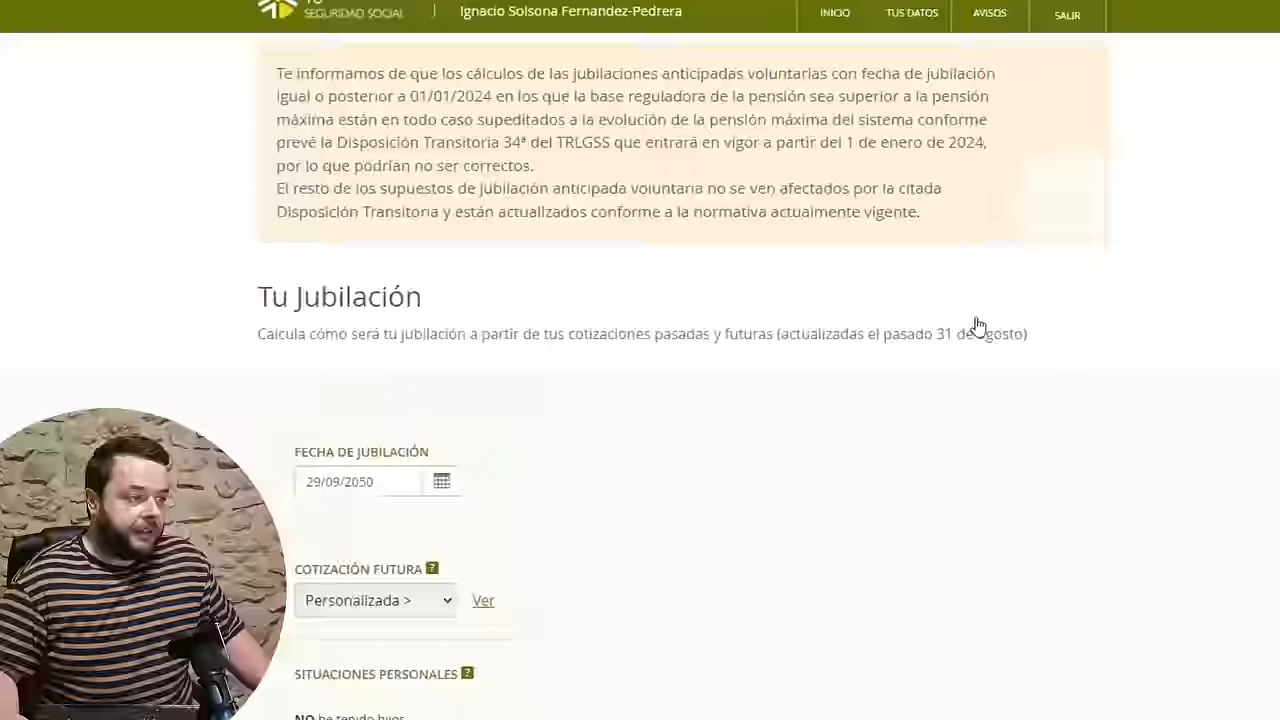 TU
SEGURIDAD SOCIAL
Ignacio Solsona Fernandez-Pedrera
INICIO
TUS DATOS
AVISOS
SALIR
Te informamos de que los cálculos de las jubilaciones anticipadas voluntarias con fecha de jubilación
igual o posterior a 01/01/2024 en los que la base reguladora de la pensión sea superior a la pensión
máxima están en todo caso supeditados a la evolución de la pensión máxima del sistema conforme
prevé la Disposición Transitoria 34ª del TRLGSS que entrará en vigor a partir del 1 de enero de 2024,
por lo que podrían no ser correctos.
El resto de los supuestos de jubilación anticipada voluntaria no se ven afectados por la citada
Disposición Transitoria y están actualizados conforme a la normativa actualmente vigente.
Tu Jubilación
Calcula cómo será tu jubilación a partir de tus cotizaciones pasadas y futuras (actualizadas el pasado 31 de agosto)
FECHA DE JUBILACIÓN
29/09/2050
COTIZACIÓN FUTURA ?
Personalizada >
Ver
SITUACIONES PERSONALES ?
NO he tenido hijos